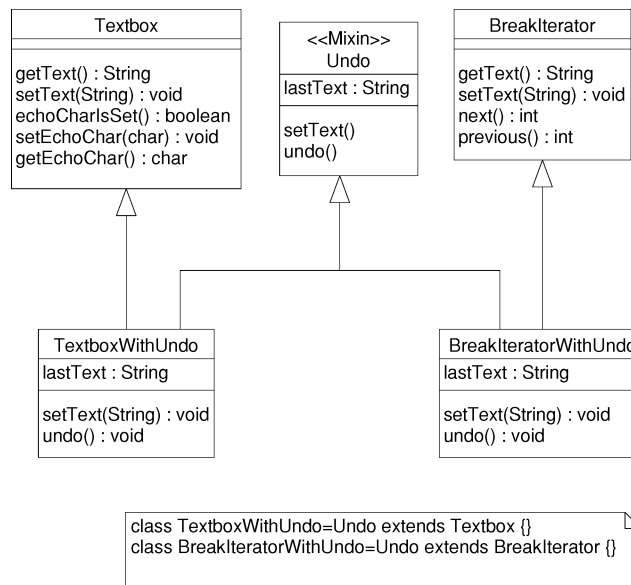 Textbox
getText() : String
setText(String) : void
echoCharIsSet() : boolean
setEchoChar(char) : void
getEchoChar() : char
<<Mixin>>
Undo
lastText : String
setText()
undo()
BreakIterator
getText() : String
setText(String) : void
next() : int
previous() : int
TextboxWithUndo
lastText : String
setText(String) : void
undo() : void
BreakIteratorWithUndo
lastText : String
setText(String) : void
undo() : void
class TextboxWithUndo=Undo extends Textbox {}
class BreakIteratorWithUndo=Undo extends BreakIterator {}